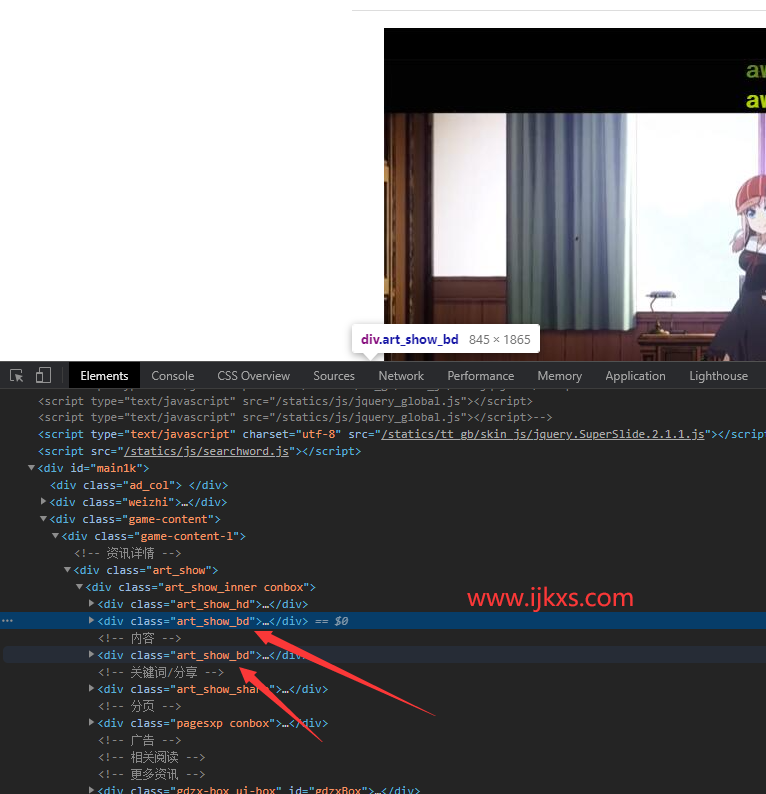 aw
aw
div.art_show_bd 845 × 1865
Elements Console CSS Overview Sources Network Performance Memory Application Lighthouse
<script type="text/javascript" src="/statics/js/jquery_global.js"></script>
<script type="text/javascript" src="/statics/js/jquery_global.js"></script>-->
<script type="text/javascript" charset="utf-8" src="/statics/tt_gb/skin_js/jquery.SuperSlide.2.1.1.js"></script
<script src="/statics/js/searchword.js"></script>
<div id="main1k">
<div class="ad_col"> </div>
<div class="weizhi">…</div>
<div class="game-content">
<div class="game-content-l">
<!-- 资讯详情 -->
<div class="art_show">
<div class="art_show_inner conbox">
<div class="art_show_hd">…</div>
www.ijkxs.com
<div class="art_show_bd">…</div> == $0
<!-- 内容 -->
<div class="art_show_bd">…</div>
<!-- 关键词/分享 -->
<div class="art_show_share">…</div>
<!-- 分页 -->
<div class="pagesxp conbox">…</div>
<!-- 广告 -->
<!-- 相关阅读 -->
<!-- 更多资讯 -->
<div class="gdzx-box ui-box" id="gdzxBox">…</div>